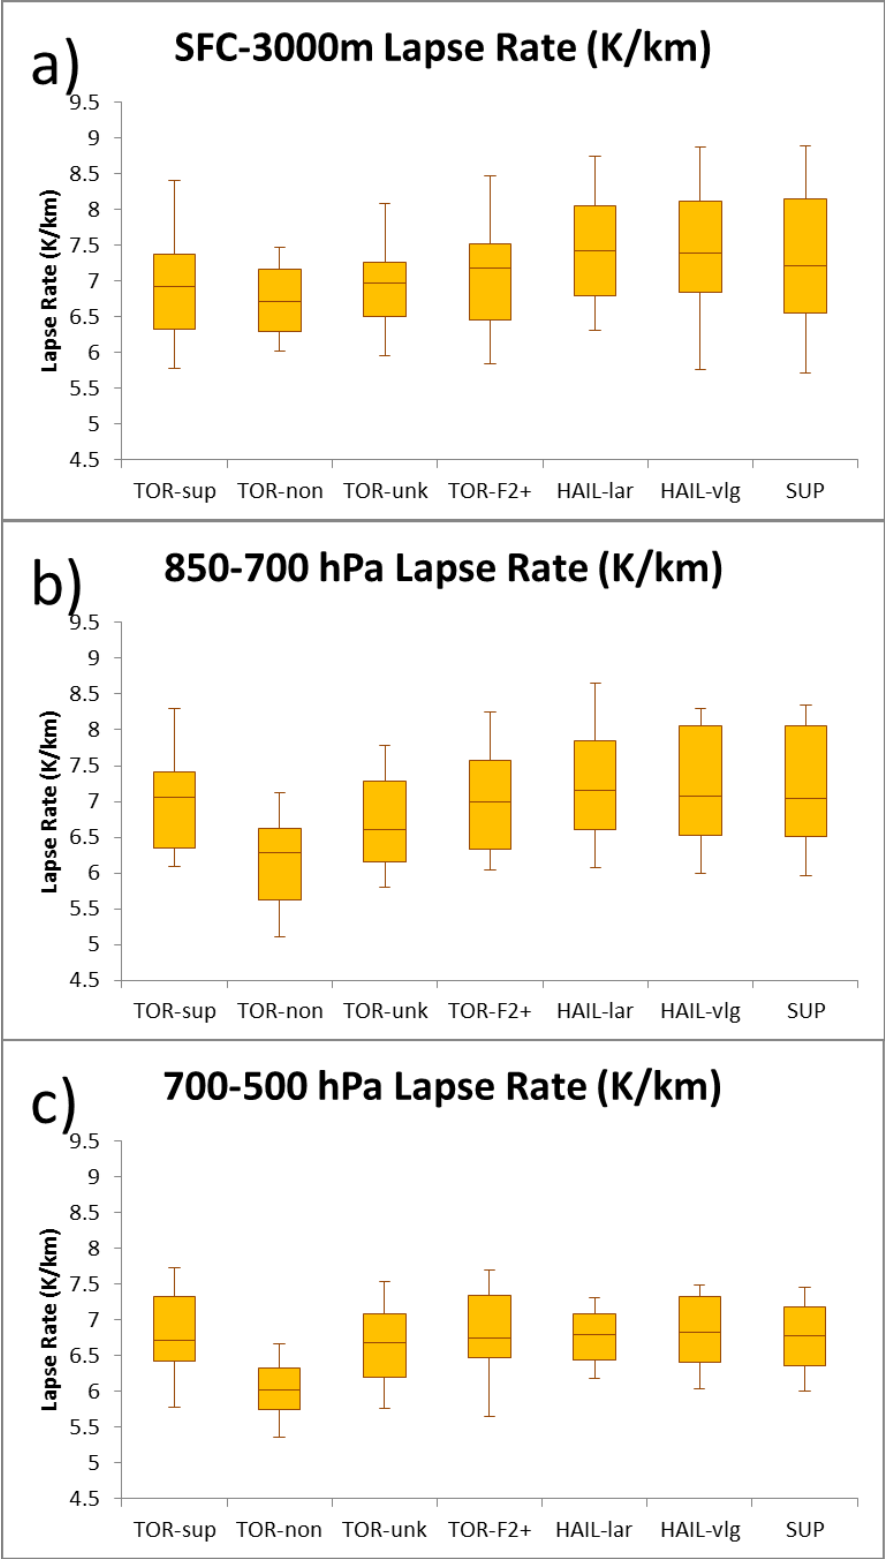 a)
SFC-3000m Lapse Rate (K/km)
Lapse Rate (K/km)
9.5
9
8.5
8
7.5
7
6.5
6
5.5
5
4.5
TOR-sup TOR-non TOR-unk TOR-F2+ HAIL-lar HAIL-vlg SUP
b)
850-700 hPa Lapse Rate (K/km)
Lapse Rate (K/km)
9.5
9
8.5
8
7.5
7
6.5
6
5.5
5
4.5
TOR-sup TOR-non TOR-unk TOR-F2+ HAIL-lar HAIL-vlg SUP
c)
700-500 hPa Lapse Rate (K/km)
Lapse Rate (K/km)
9.5
9
8.5
8
7.5
7
6.5
6
5.5
5
4.5
TOR-sup TOR-non TOR-unk TOR-F2+ HAIL-lar HAIL-vlg SUP